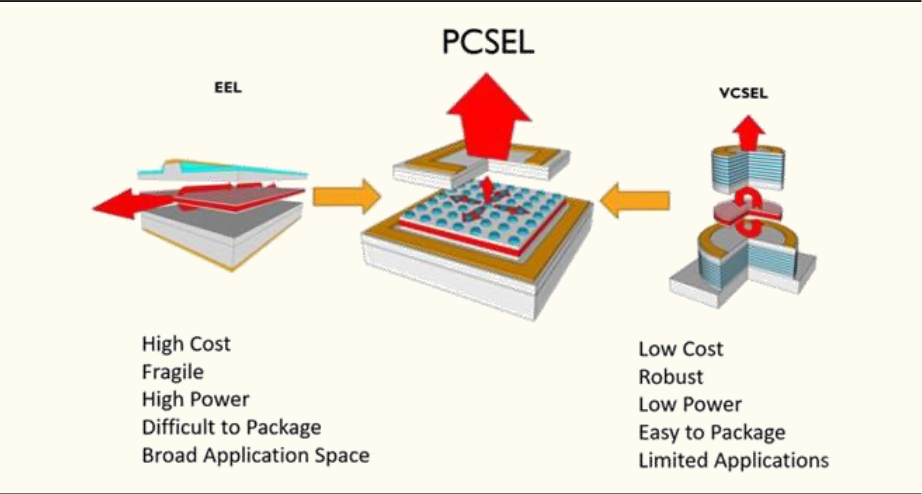 PCSEL
EEL
VCSEL
High Cost
Fragile
High Power
Difficult to Package
Broad Application Space
Low Cost
Robust
Low Power
Easy to Package
Limited Applications